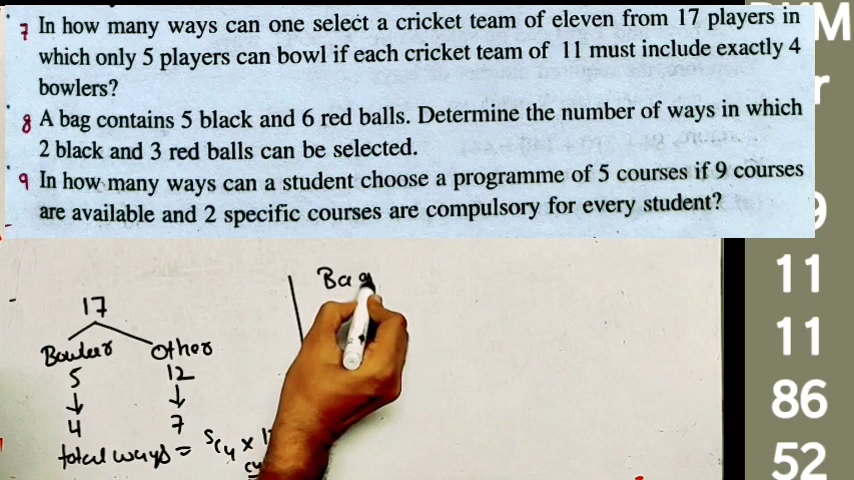 7 In how many ways can one select a cricket team of eleven from 17 players in
which only 5 players can bowl if each cricket team of 11 must include exactly 4
bowlers?
8 A bag contains 5 black and 6 red balls. Determine the number of ways in which
2 black and 3 red balls can be selected.
9 In how many ways can a student choose a programme of 5 courses if 9 courses
are available and 2 specific courses are compulsory for every student?
17
Bowlers Other
5 12
4 7
total ways =
Bag
M
r
9
11
11
86
52